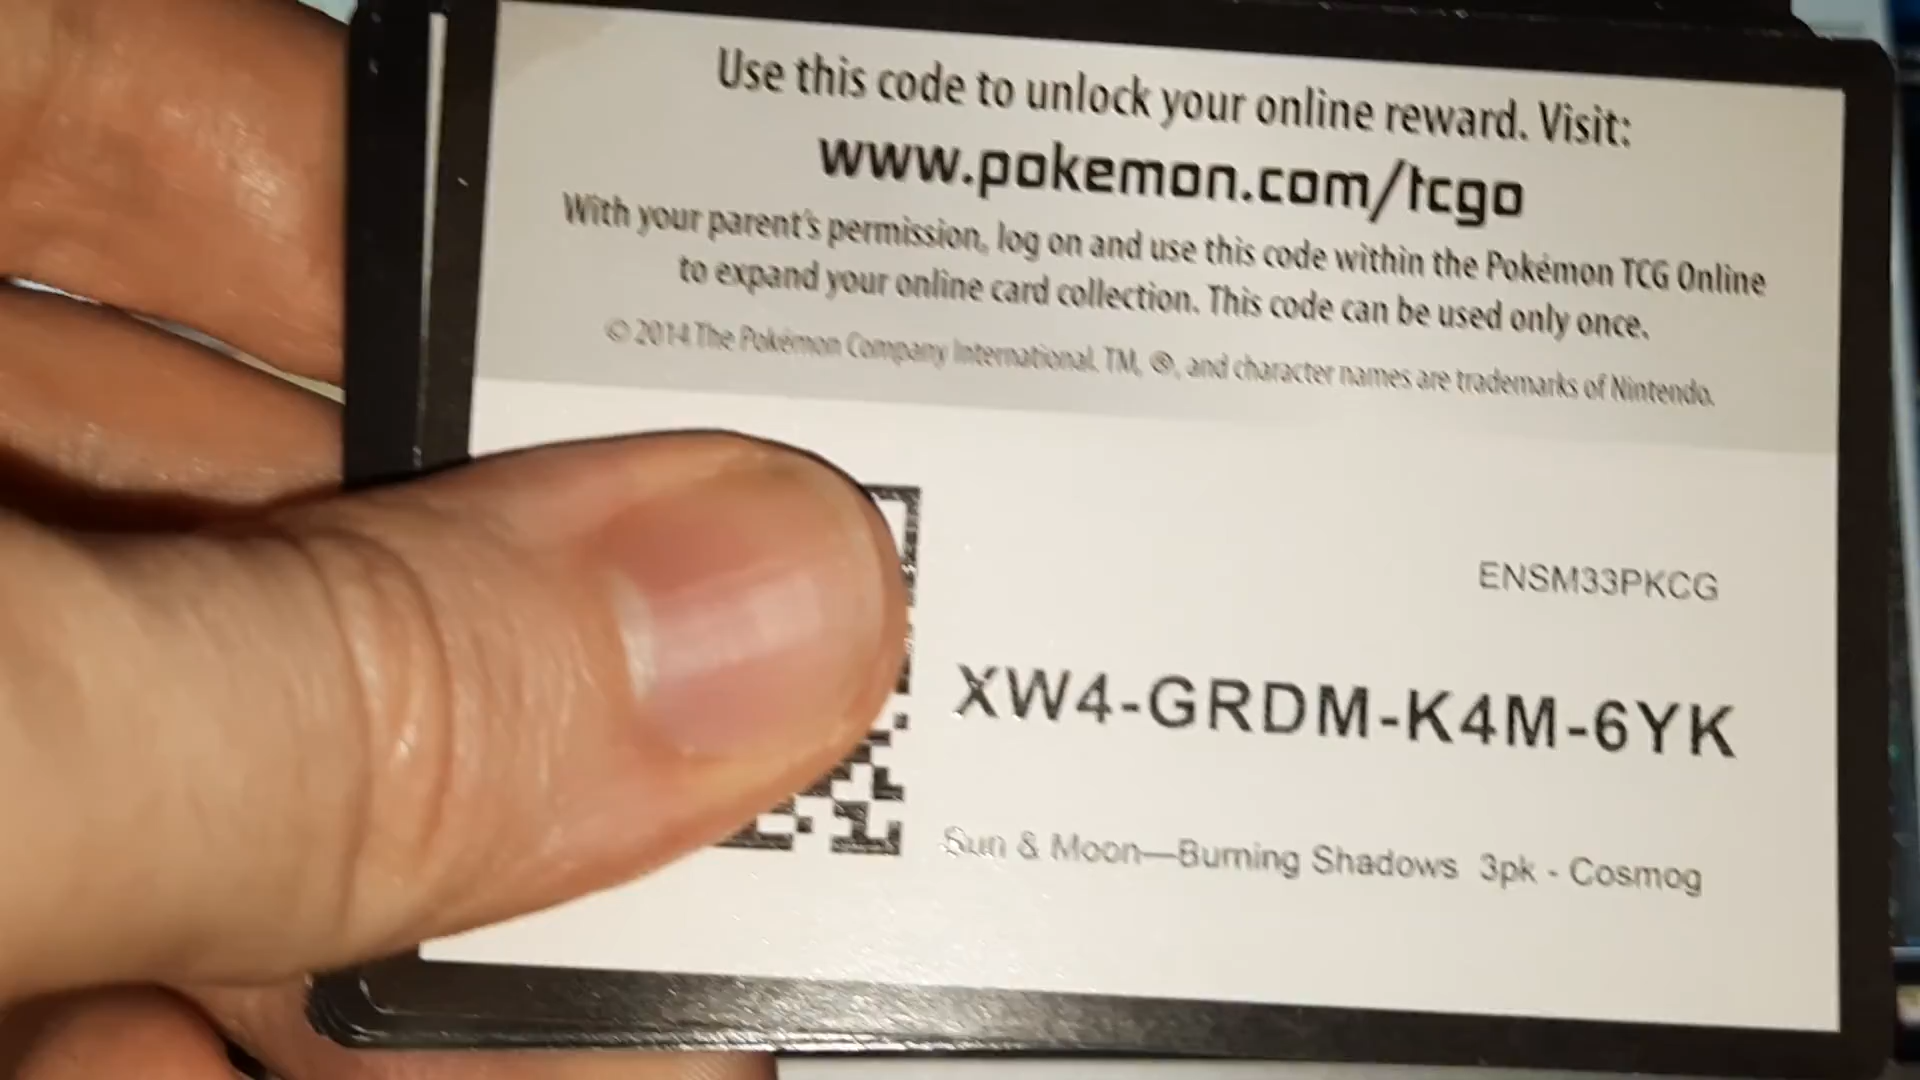 Use this code to unlock your online reward. Visit:
www.pokemon.com/tcgo
With your parent's permission, log on and use this code within the Pokémon TCG Online
to expand your online card collection. This code can be used only once.
© 2014 The Pokémon Company International. TM, ®, and character names are trademarks of Nintendo.
ENSM33PKCG
XW4-GRDM-K4M-6YK
Sun & Moon—Burning Shadows 3pk - Cosmog